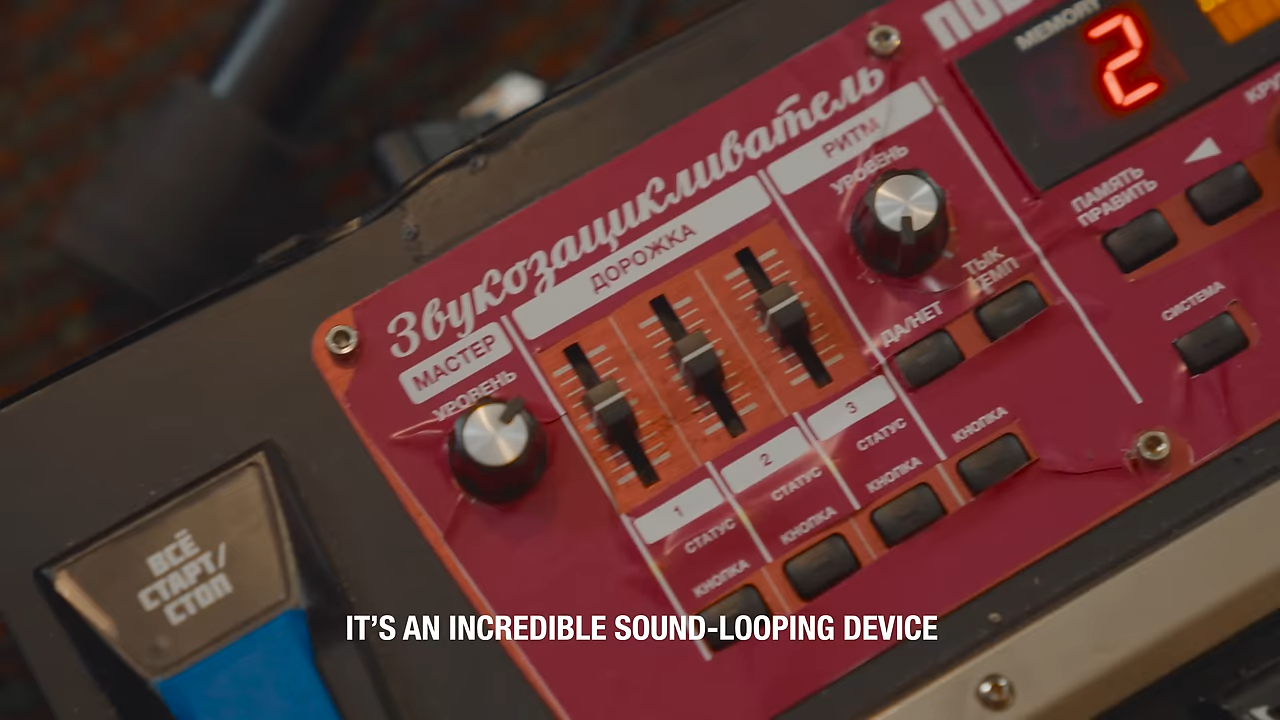 Звукозацикливатель
МАСТЕР
УРОВЕНЬ
ДОРОЖКА
РИТМ
УРОВЕНЬ
MEMORY
2
ПАМЯТЬ
ПРАВИТЬ
ТЫК
ТЕМП
ДА/НЕТ
СИСТЕМА
1
СТАТУС
КНОПКА
2
СТАТУС
КНОПКА
3
СТАТУС
КНОПКА
КНОПКА
ВСЁ
СТАРТ/
СТОП
IT'S AN INCREDIBLE SOUND-LOOPING DEVICE